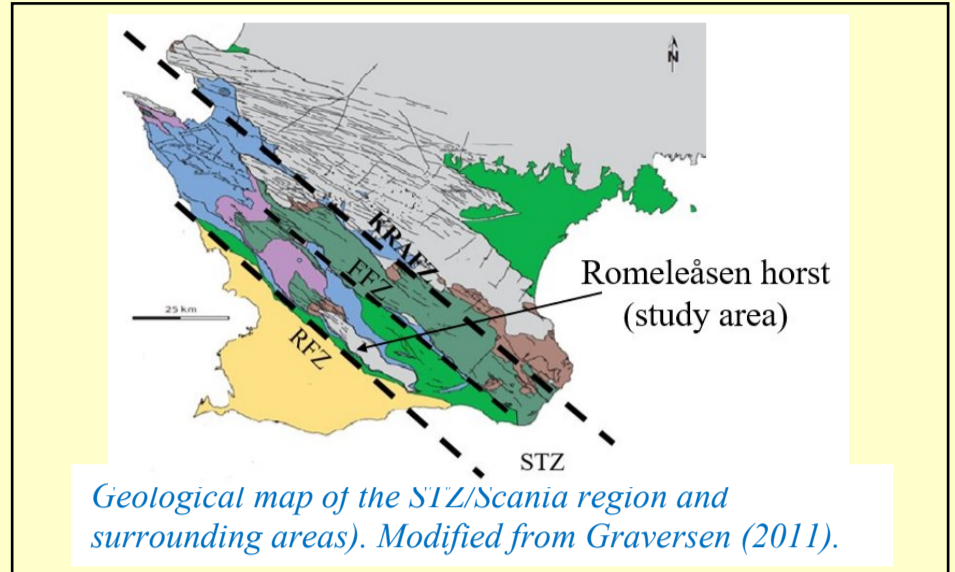 N
KRAFZ
FFZ
RFZ
25 km
Romeleåsen horst
(study area)
STZ
Geological map of the STZ/Scania region and
surrounding areas). Modified from Graversen (2011).